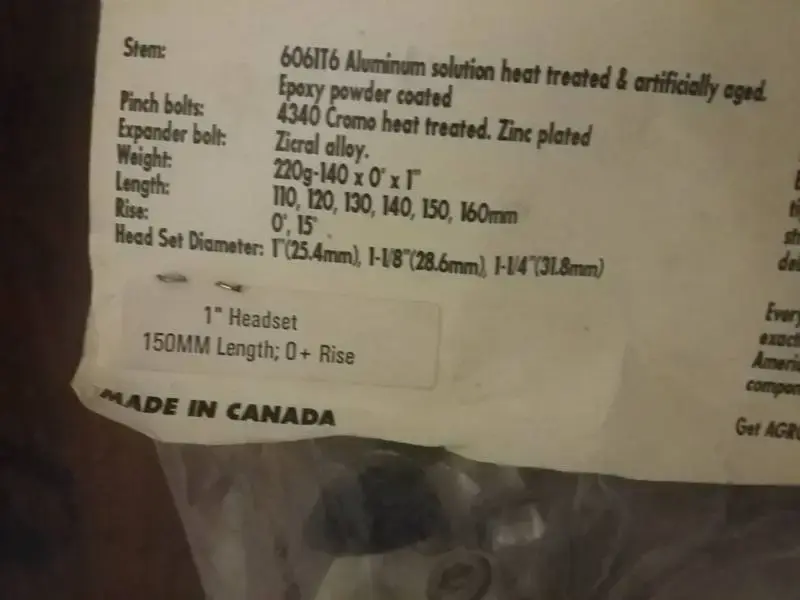 Stem: 6061T6 Aluminum solution heat treated & artificially aged.
Epoxy powder coated
Pinch bolts: 4340 Cromo heat treated. Zinc plated
Expander bolt: Zicral alloy.
Weight: 220g-140 x 0° x 1"
Length: 110, 120, 130, 140, 150, 160mm
Rise: 0°, 15°
Head Set Diameter: 1"(25.4mm), 1-1/8"(28.6mm), 1-1/4"(31.8mm)
1" Headset
150MM Length; 0+ Rise
MADE IN CANADA
Every
exact
Get